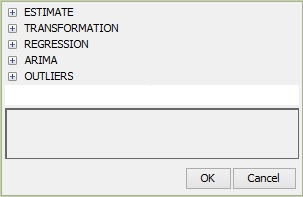 ESTIMATE
TRANSFORMATION
REGRESSION
ARIMA
OUTLIERS
OK Cancel